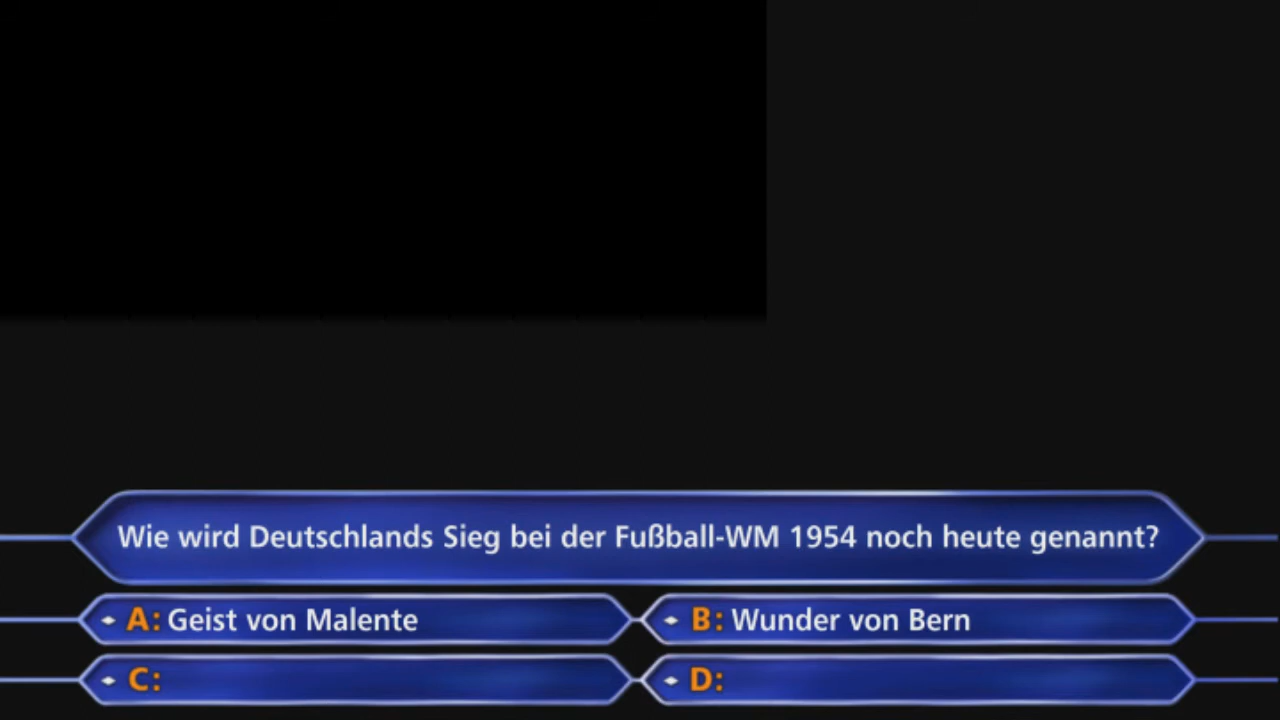 Wie wird Deutschlands Sieg bei der Fußball-WM 1954 noch heute genannt?
A: Geist von Malente
B: Wunder von Bern
C:
D: